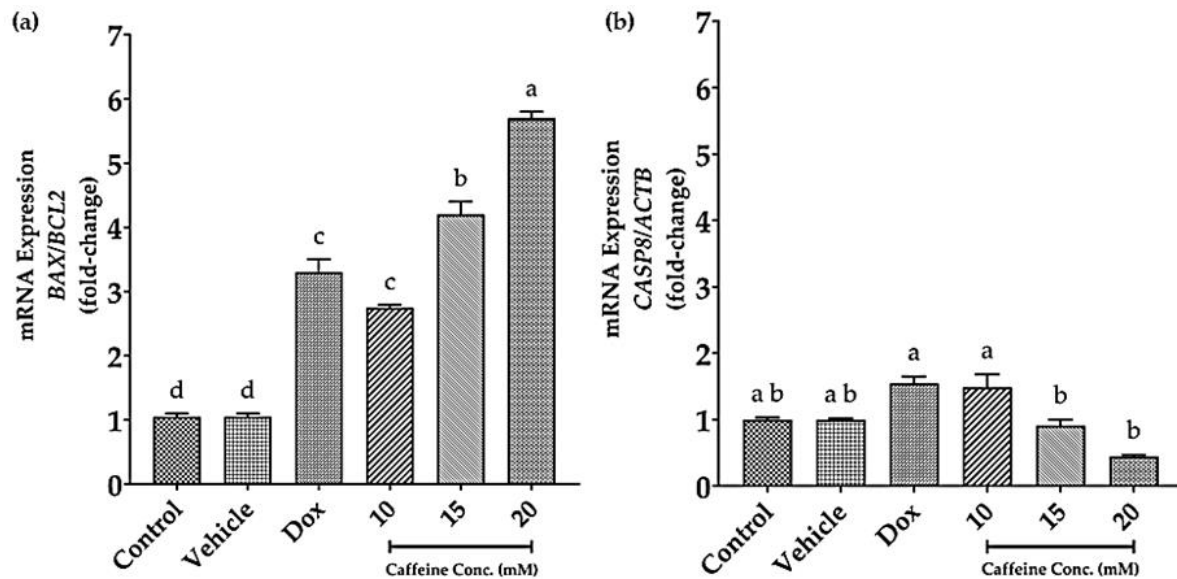 (a)
mRNA Expression
BAX/BCL2
(fold-change)
7
6
5
4
3
2
1
0
d
d
c
c
b
a
Control
Vehicle
Dox
10
15
20
Caffeine Conc. (mM)
(b)
mRNA Expression
CASP8/ACTB
(fold-change)
7
6
5
4
3
2
1
0
a b
a b
a
a
b
b
Control
Vehicle
Dox
10
15
20
Caffeine Conc. (mM)